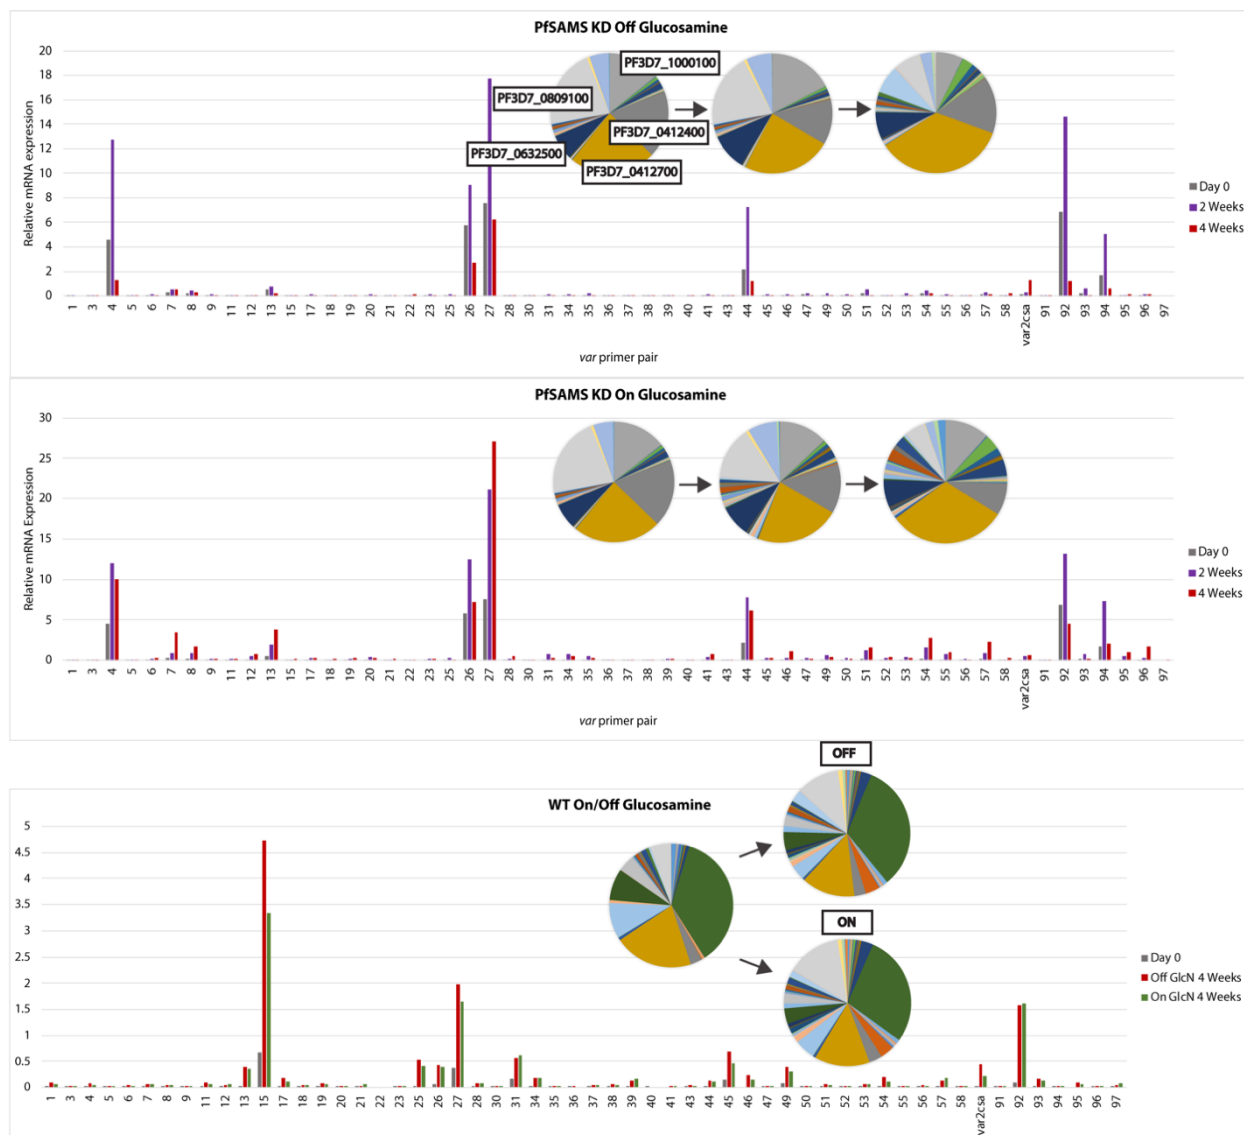 PfSAMS KD Off Glucosamine
20
18
16
14
12
10
8
6
4
2
0
Relative mRNA expression
PF3D7_1000100
PF3D7_0809100
PF3D7_0412400
PF3D7_0632500
PF3D7_0412700
Day 0
2 Weeks
4 Weeks
1 3 4 5 6 7 8 9 11 12 13 15 17 18 19 20 21 22 23 25 26 27 28 30 31 34 35 36 37 38 39 40 41 43 44 45 46 47 49 50 51 52 53 54 55 56 57 58 var2csa 91 92 93 94 95 96 97
var primer pair
PfSAMS KD On Glucosamine
30
25
20
15
10
5
0
Relative mRNA Expression
Day 0
2 Weeks
4 Weeks
1 3 4 5 6 7 8 9 11 12 13 15 17 18 19 20 21 22 23 25 26 27 28 30 31 34 35 36 37 38 39 40 41 43 44 45 46 47 49 50 51 52 53 54 55 56 57 58 var2csa 91 92 93 94 95 96 97
var primer pair
OFF
WT On/Off Glucosamine
5
4.5
4
3.5
3
2.5
2
1.5
1
0.5
0
ON
Day 0
Off GlcN 4 Weeks
On GlcN 4 Weeks
1 3 4 5 6 7 8 9 11 12 13 15 17 18 19 20 21 22 23 25 26 27 28 30 31 34 35 36 37 38 39 40 41 43 44 45 46 47 49 50 51 52 53 54 55 56 57 58 var2csa 91 92 93 94 95 96 97